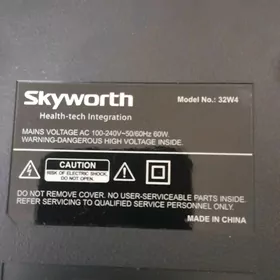 Skyworth
Health-tech Integration
Model No.: 32W4
MAINS VOLTAGE AC 100-240V~50/60Hz 60W.
WARNING-DANGEROUS HIGH VOLTAGE INSIDE.
CAUTION
RISK OF ELECTRIC SHOCK,
DO NOT OPEN.
DO NOT REMOVE COVER. NO USER-SERVICEABLE PARTS INSIDE.
REFER SERVICING TO QUALIFIED SERVICE PERSONNEL ONLY.
MADE IN CHINA